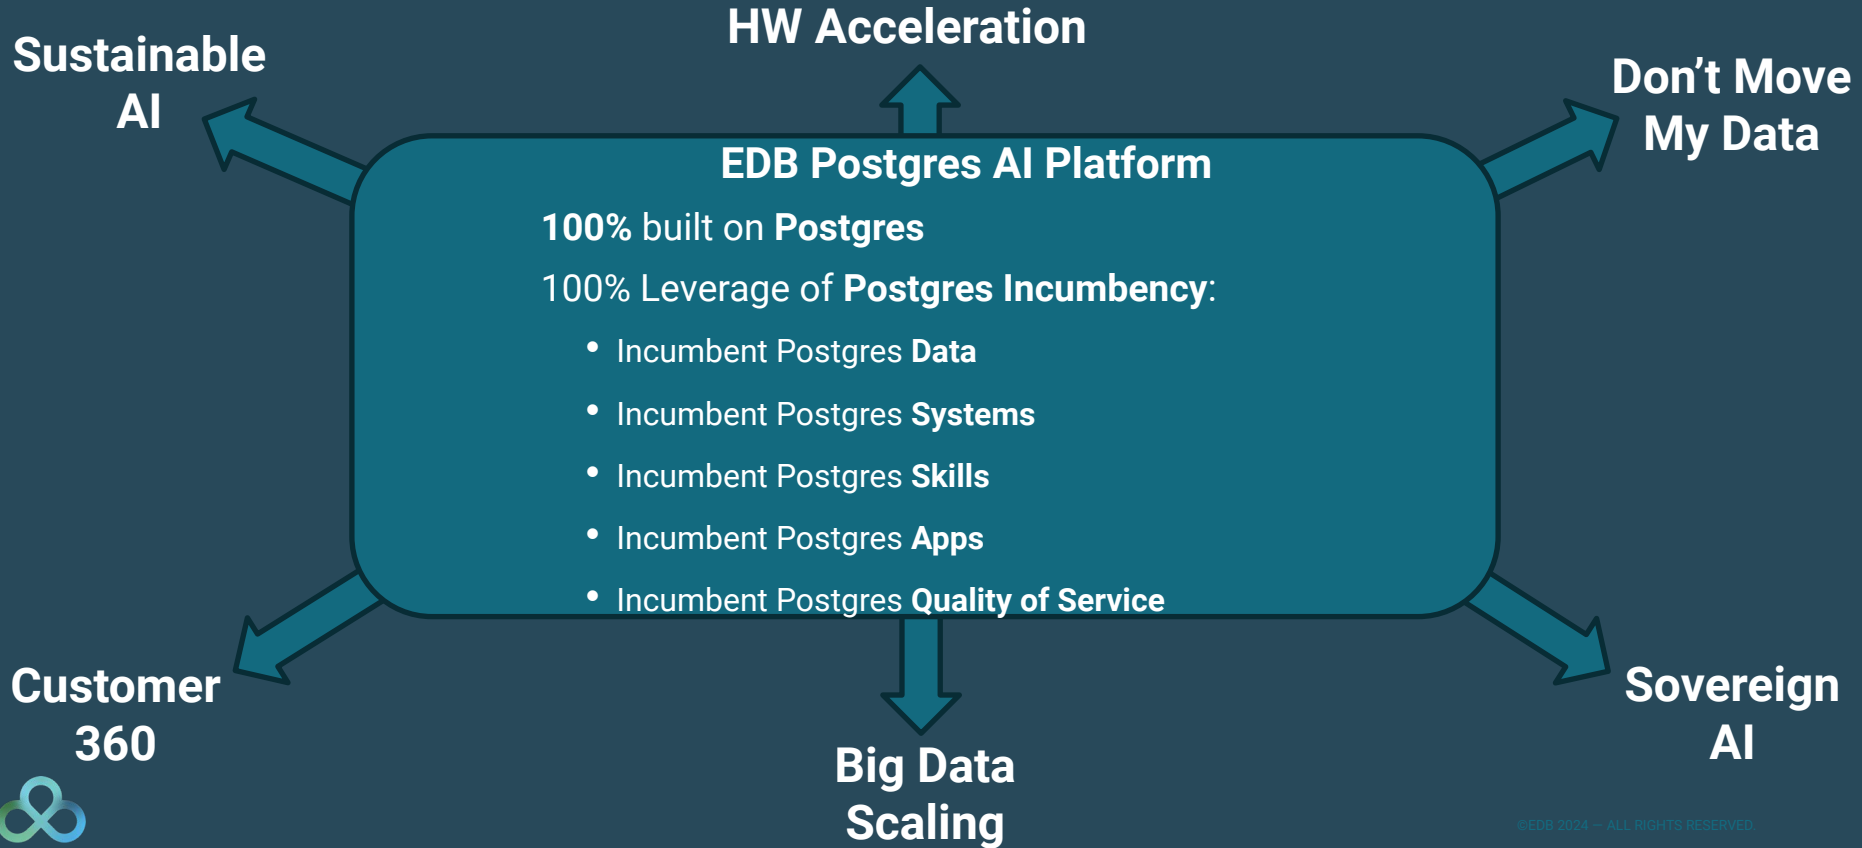 HW Acceleration
Sustainable
AI
Don’t Move
My Data
EDB Postgres AI Platform
100% built on Postgres
100% Leverage of Postgres Incumbency:
• Incumbent Postgres Data
• Incumbent Postgres Systems
• Incumbent Postgres Skills
• Incumbent Postgres Apps
• Incumbent Postgres Quality of Service
Customer
360
Big Data
Scaling
Sovereign
AI
©EDB 2024 — ALL RIGHTS RESERVED.